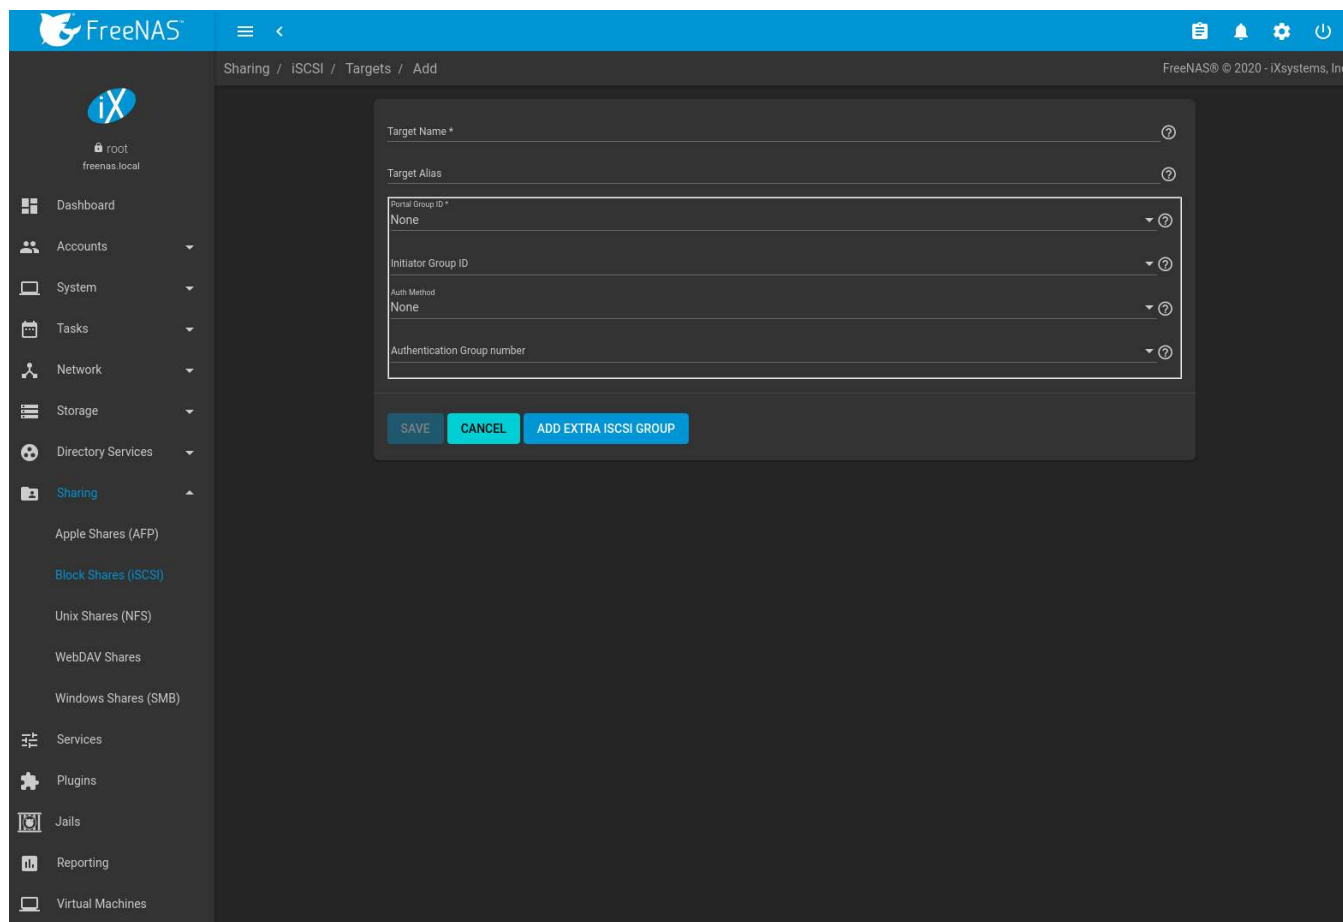 FreeNAS™
Sharing / iSCSI / Targets / Add
FreeNAS® © 2020 - iXsystems, Inc
iX
root
freenas.local
Dashboard
Accounts
System
Tasks
Network
Storage
Directory Services
Sharing
Apple Shares (AFP)
Block Shares (iSCSI)
Unix Shares (NFS)
WebDAV Shares
Windows Shares (SMB)
Services
Plugins
Jails
Reporting
Virtual Machines
Target Name *
Target Alias
Portal Group ID *
None
Initiator Group ID
Auth Method
None
Authentication Group number
SAVE CANCEL ADD EXTRA ISCSI GROUP